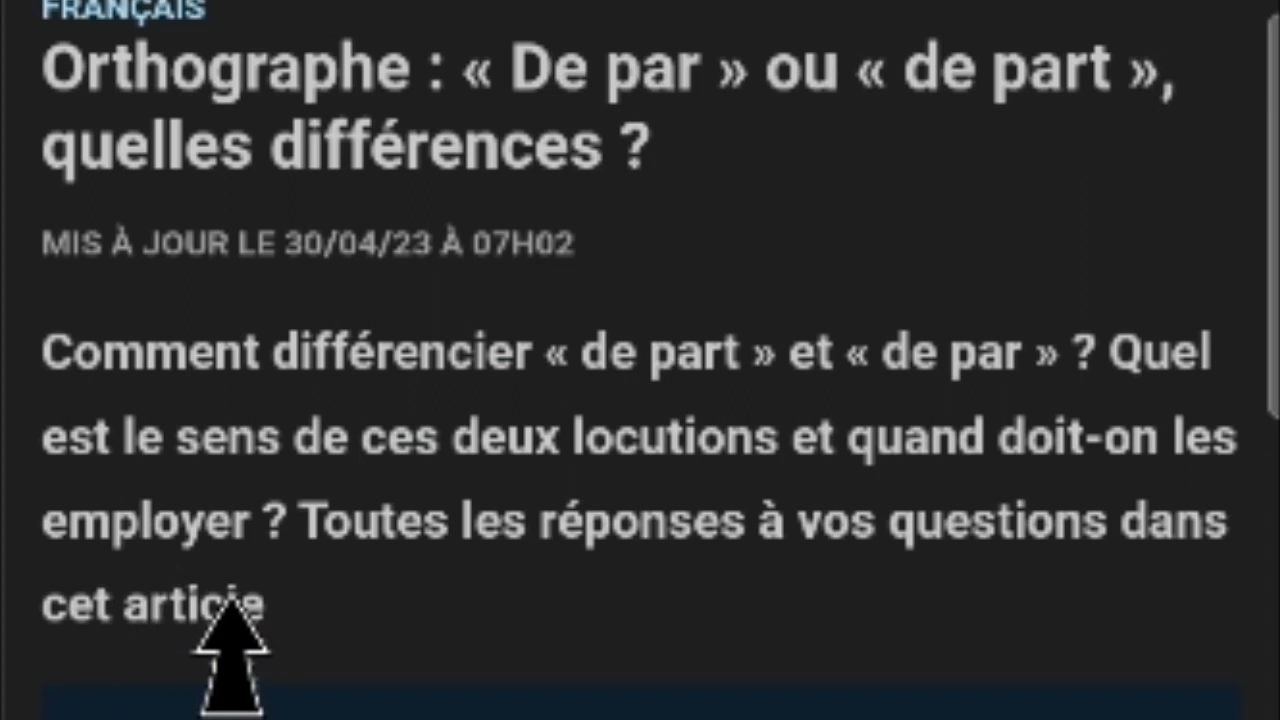 FRANÇAIS
Orthographe : « De par » ou « de part »,
quelles différences ?
MIS À JOUR LE 30/04/23 À 07H02
Comment différencier « de part » et « de par » ? Quel
est le sens de ces deux locutions et quand doit-on les
employer ? Toutes les réponses à vos questions dans
cet article